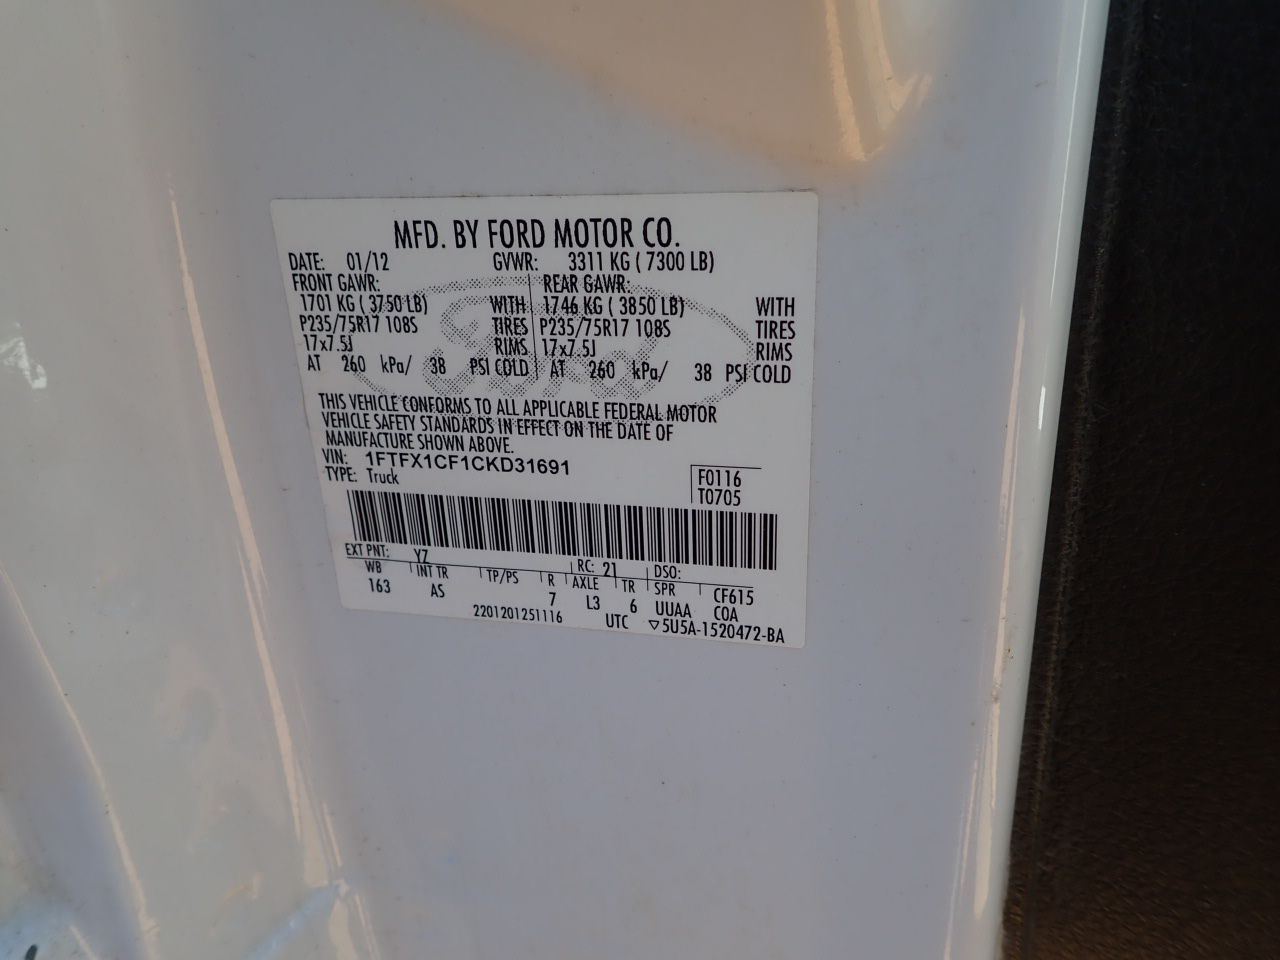 MFD. BY FORD MOTOR CO.
DATE: 01/12 GVWR: 3311 KG ( 7300 LB)
FRONT GAWR: REAR GAWR:
1701 KG ( 3750 LB) WITH 1746 KG ( 3850 LB) WITH
P235/75R17 108S TIRES P235/75R17 108S TIRES
17x7.5J RIMS 17x7.5J RIMS
AT 260 kPa/ 38 PSI COLD AT 260 kPa/ 38 PSI COLD
THIS VEHICLE CONFORMS TO ALL APPLICABLE FEDERAL MOTOR
VEHICLE SAFETY STANDARDS IN EFFECT ON THE DATE OF
MANUFACTURE SHOWN ABOVE.
VIN: 1FTFX1CF1CKD31691
TYPE: Truck
F0116
T0705
EXT PNT: YZ RC: 21 DSO:
WB INT TR TP/PS R AXLE TR SPR CF615
163 AS 7 L3 6 UUAA COA
2201201251116 UTC ▽5U5A-1520472-BA
Ford